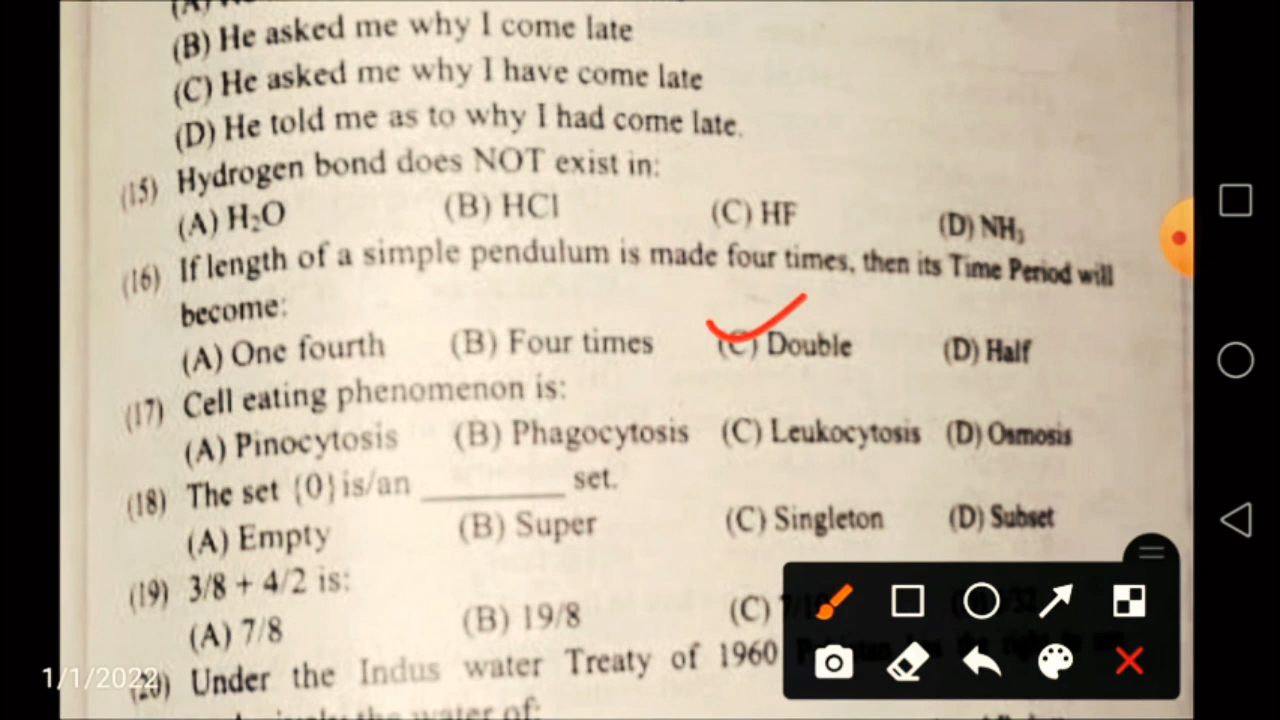 (B) He asked me why I come late
(C) He asked me why I have come late
(D) He told me as to why I had come late.
(15) Hydrogen bond does NOT exist in:
(A) H₂O (B) HCl (C) HF (D) NH₃
(16) If length of a simple pendulum is made four times, then its Time Period will
become:
(A) One fourth (B) Four times (C) Double (D) Half
(17) Cell eating phenomenon is:
(A) Pinocytosis (B) Phagocytosis (C) Leukocytosis (D) Osmosis
(18) The set {0} is/an __________ set.
(A) Empty (B) Super (C) Singleton (D) Subset
(19) 3/8 + 4/2 is:
(A) 7/8 (B) 19/8 (C)
(20) Under the Indus water Treaty of 1960
the water of:
1/1/2022